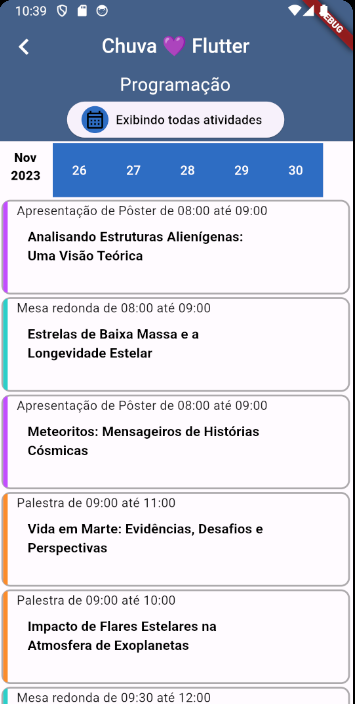 10:39
DEBUG
Chuva 💜 Flutter
Programação
Exibindo todas atividades
Nov
2023
26 27 28 29 30
Apresentação de Pôster de 08:00 até 09:00
Analisando Estruturas Alienígenas:
Uma Visão Teórica
Mesa redonda de 08:00 até 09:00
Estrelas de Baixa Massa e a
Longevidade Estelar
Apresentação de Pôster de 08:00 até 09:00
Meteoritos: Mensageiros de Histórias
Cósmicas
Palestra de 09:00 até 11:00
Vida em Marte: Evidências, Desafios e
Perspectivas
Palestra de 09:00 até 10:00
Impacto de Flares Estelares na
Atmosfera de Exoplanetas
Mesa redonda de 09:30 até 12:00